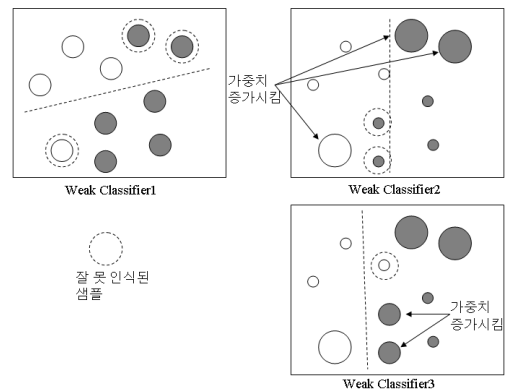 가중치
증가시킴
Weak Classifier1
Weak Classifier2
잘 못 인식된
샘플
가중치
증가시킴
Weak Classifier3